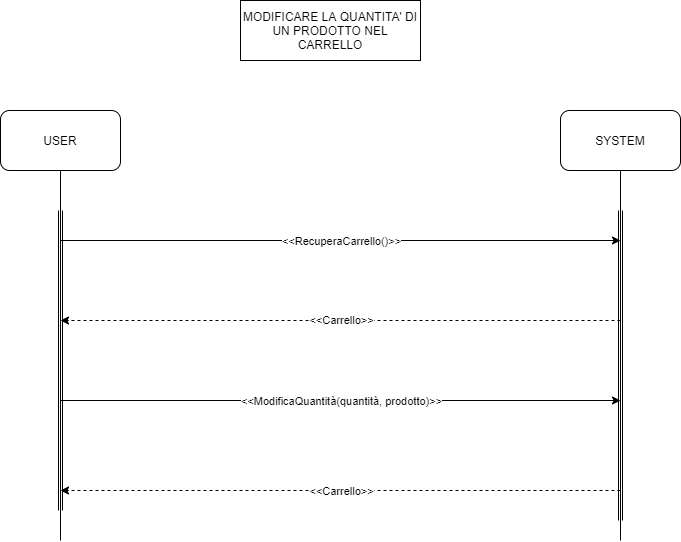 MODIFICARE LA QUANTITA' DI
UN PRODOTTO NEL
CARRELLO
USER
SYSTEM
<<RecuperaCarrello()>>
<<Carrello>>
<<ModificaQuantità(quantità, prodotto)>>
<<Carrello>>